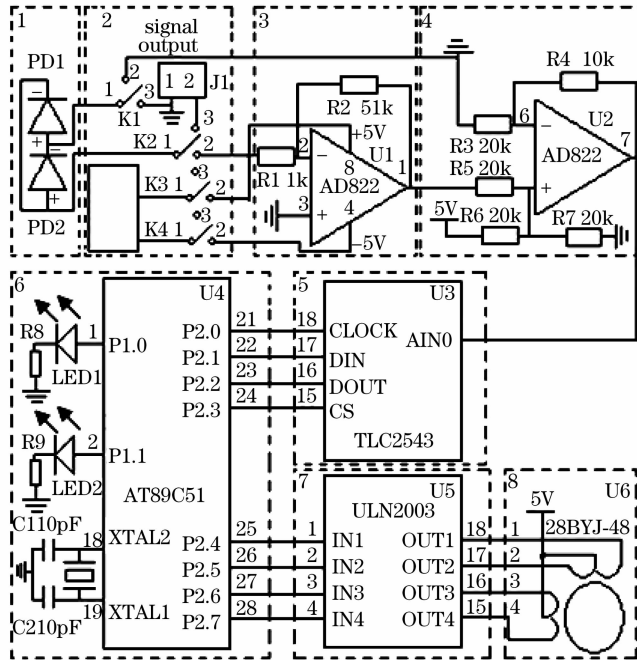 1
2
3
4
signal
output
PD1
−
+
−
+
PD2
2
1
3
K1
1 2
J1
3
K2 1
2
3
K3 1
2
3
K4 1
2
R2 51k
+5V
2
−
8
U1
1
R1 1k
AD822
3
+
4
−5V
R4 10k
U2
6
−
7
R3 20k
R5 20k
AD822
+
5V
R6 20k
R7 20k
6
U4
R8
1
P1.0
LED1
2
P1.1
R9
LED2
AT89C51
C110pF
18
XTAL2
19
XTAL1
C210pF
21
P2.0
22
P2.1
23
P2.2
24
P2.3
25
P2.4
26
P2.5
27
P2.6
28
P2.7
5
U3
18
CLOCK
AIN0
17
DIN
16
DOUT
15
CS
TLC2543
7
U5
ULN2003
1
IN1
OUT1
18
2
IN2
OUT2
17
3
IN3
OUT3
16
4
IN4
OUT4
15
8
U6
5V
28BYJ-48
1
2
3
4